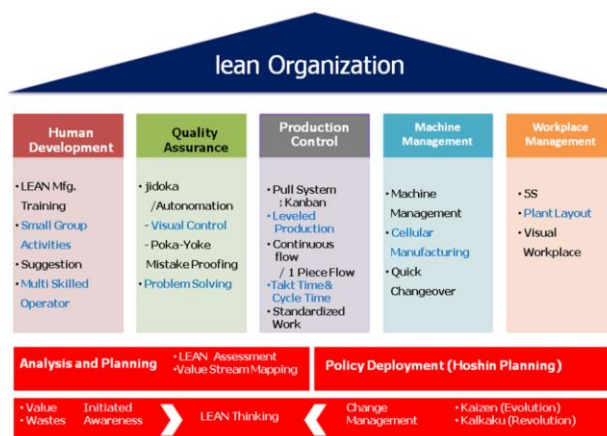 lean Organization
Human
Development
• LEAN Mfg.
Training
• Small Group
Activities
• Suggestion
• Multi Skilled
Operator
Quality
Assurance
• jidoka
/Autonomation
- Visual Control
- Poka-Yoke
Mistake Proofing
• Problem Solving
Production
Control
• Pull System
: Kanban
• Leveled
Production
• Continuous
flow
/ 1 Piece Flow
• Takt Time &
Cycle Time
• Standardized
Work
Machine
Management
• Machine
Management
• Cellular
Manufacturing
• Quick
Changeover
Workplace
Management
• 5S
• Plant Layout
• Visual
Workplace
Analysis and Planning
• LEAN Assessment
• Value Stream Mapping
Policy Deployment (Hoshin Planning)
• Value
• Wastes
Initiated
Awareness
LEAN Thinking
Change
Management
• Kaizen (Evolution)
• Kalkaku (Revolution)